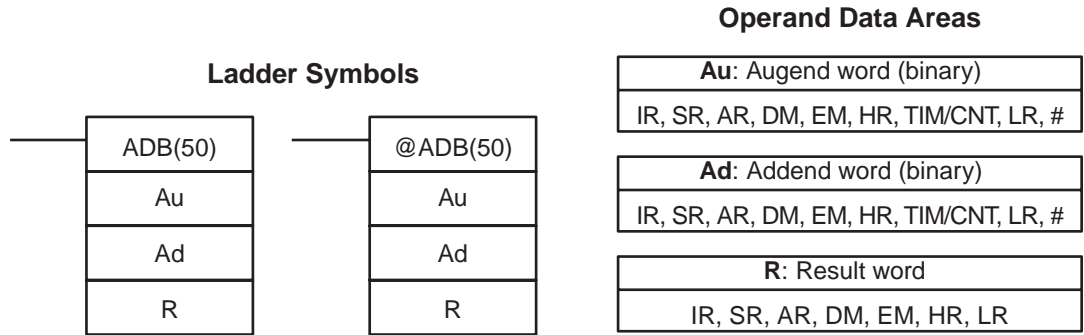 Ladder Symbols
ADB(50)
Au
Ad
R
@ADB(50)
Au
Ad
R
Operand Data Areas
Au: Augend word (binary)
IR, SR, AR, DM, EM, HR, TIM/CNT, LR, #
Ad: Addend word (binary)
IR, SR, AR, DM, EM, HR, TIM/CNT, LR, #
R: Result word
IR, SR, AR, DM, EM, HR, LR